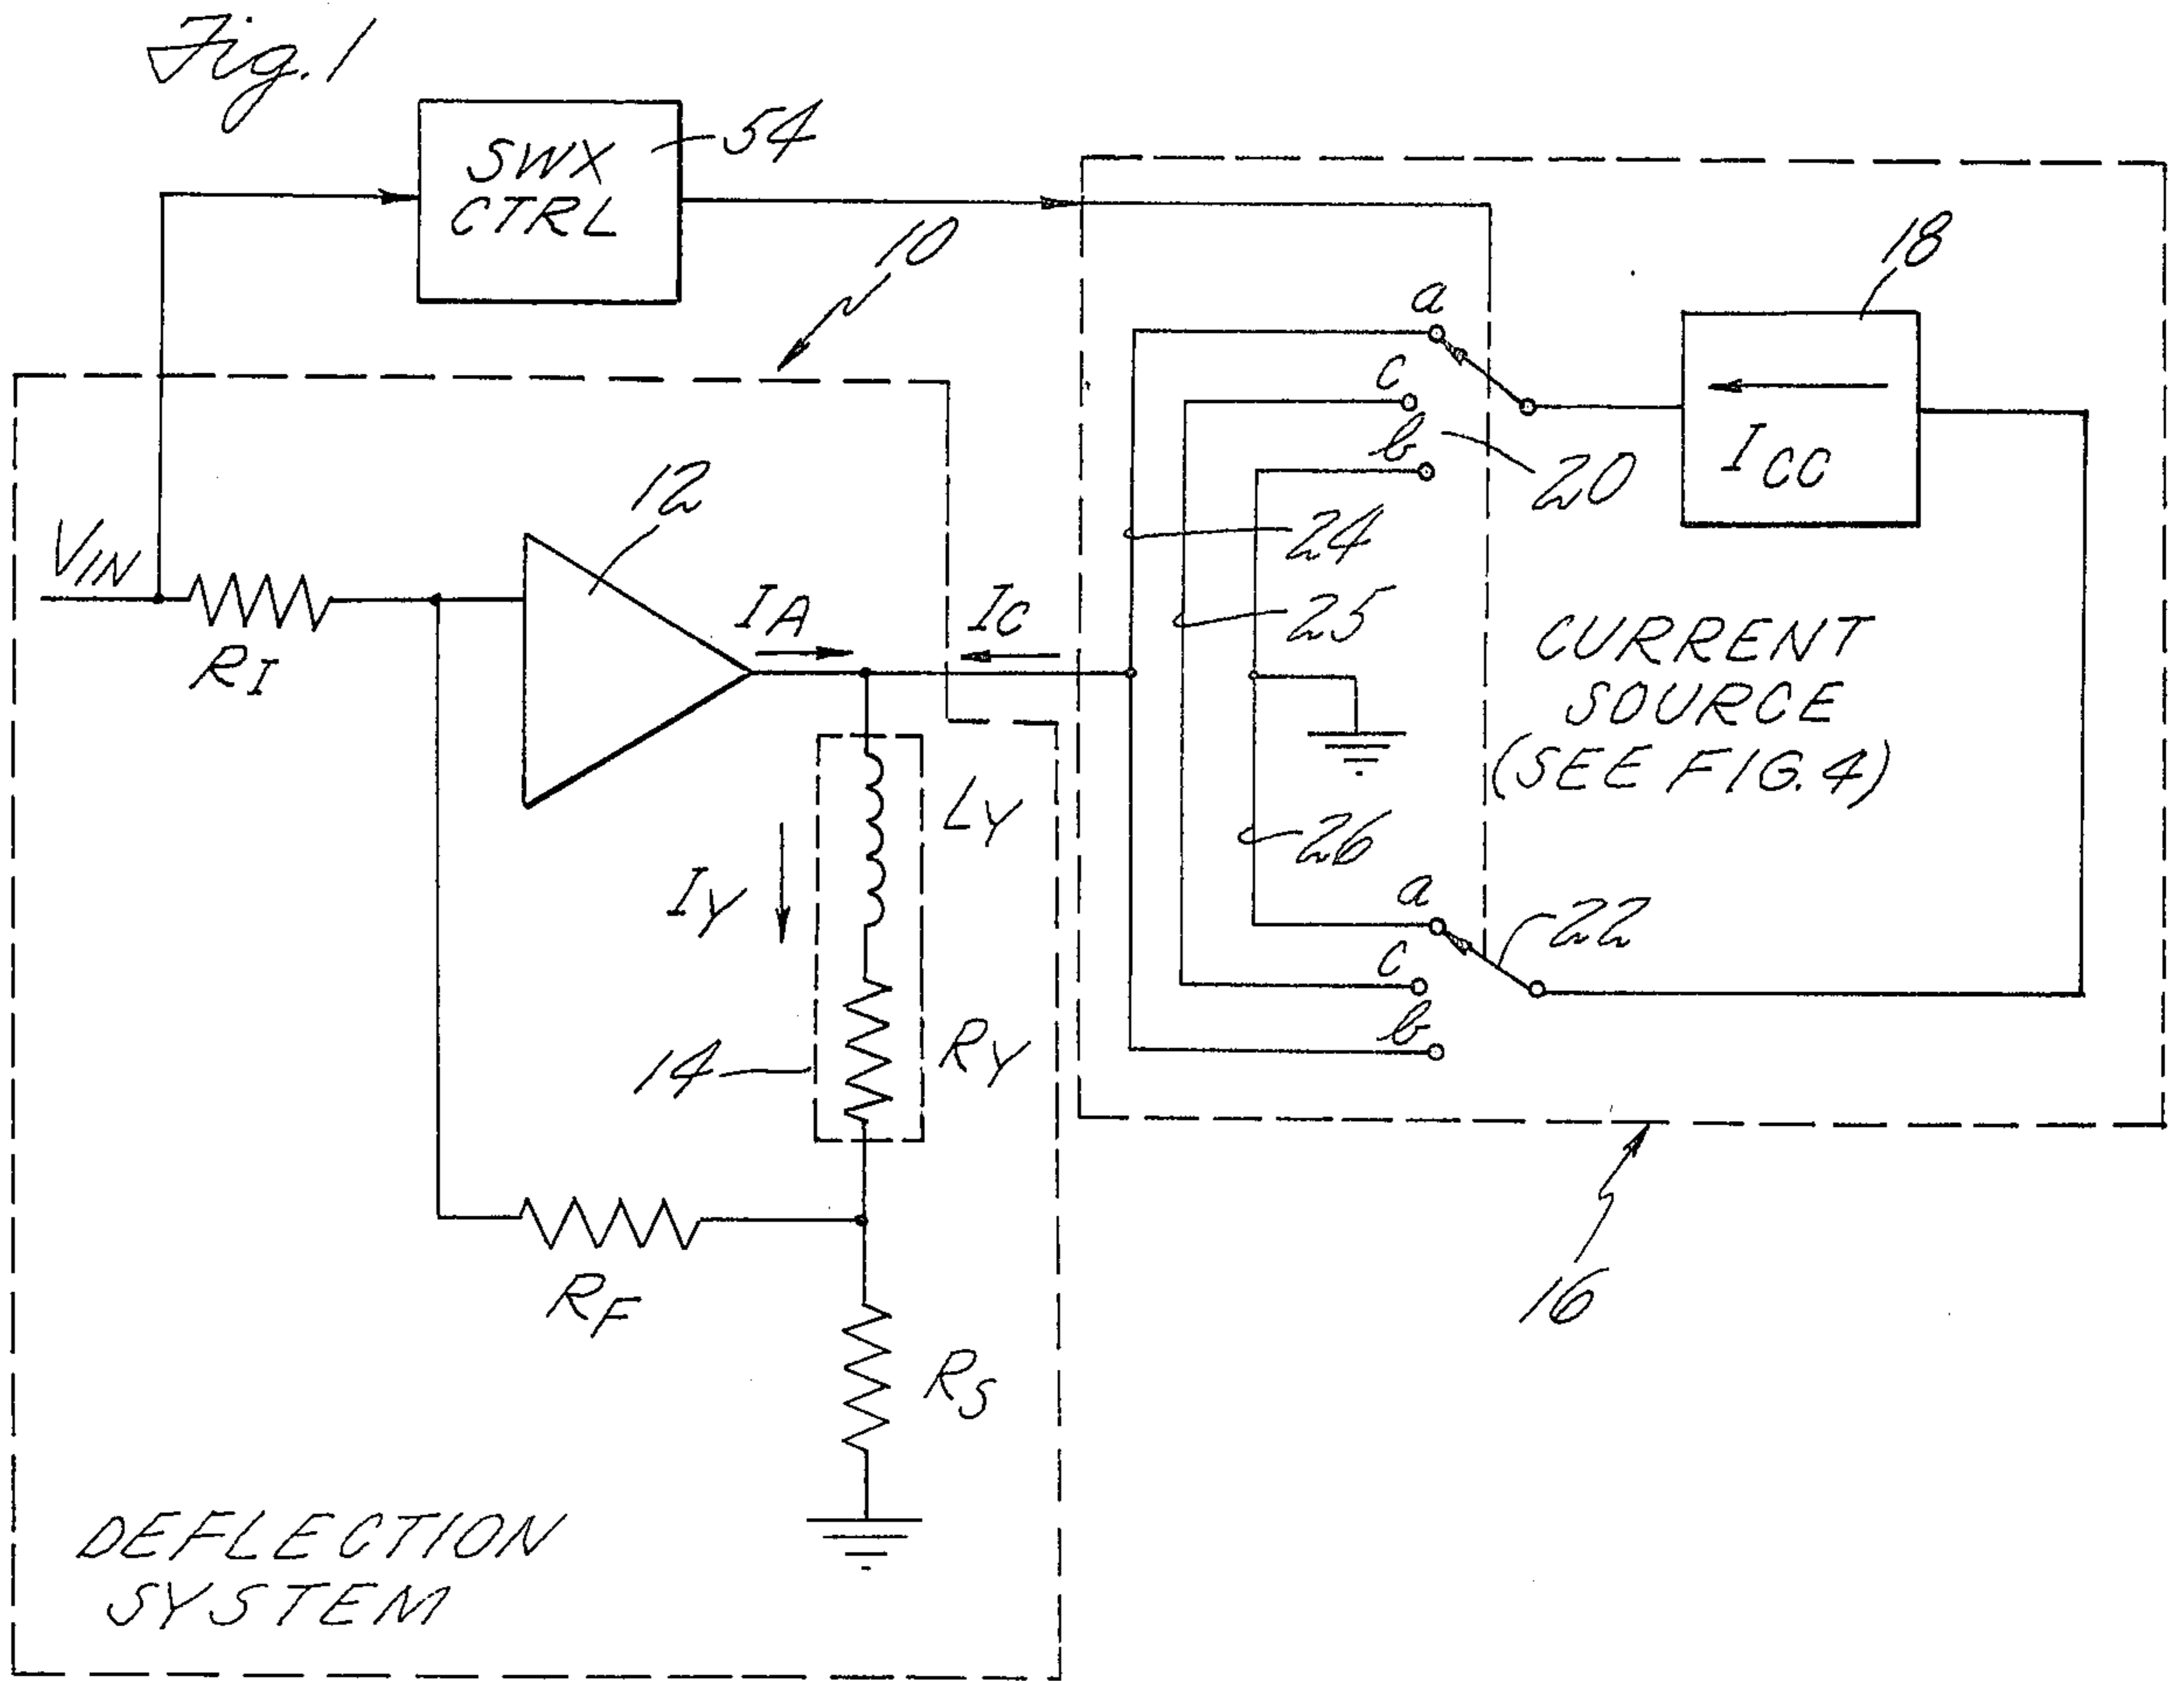 Fig. 1
SWX
CTRL
54
10
18
a
c
b
20
ICC
12
VIN
RI
IA
IC
24
25
CURRENT
SOURCE
(SEE FIG. 4)
LY
26
IY
a
22
c
b
14
RY
RF
16
RS
DEFLECTION
SYSTEM